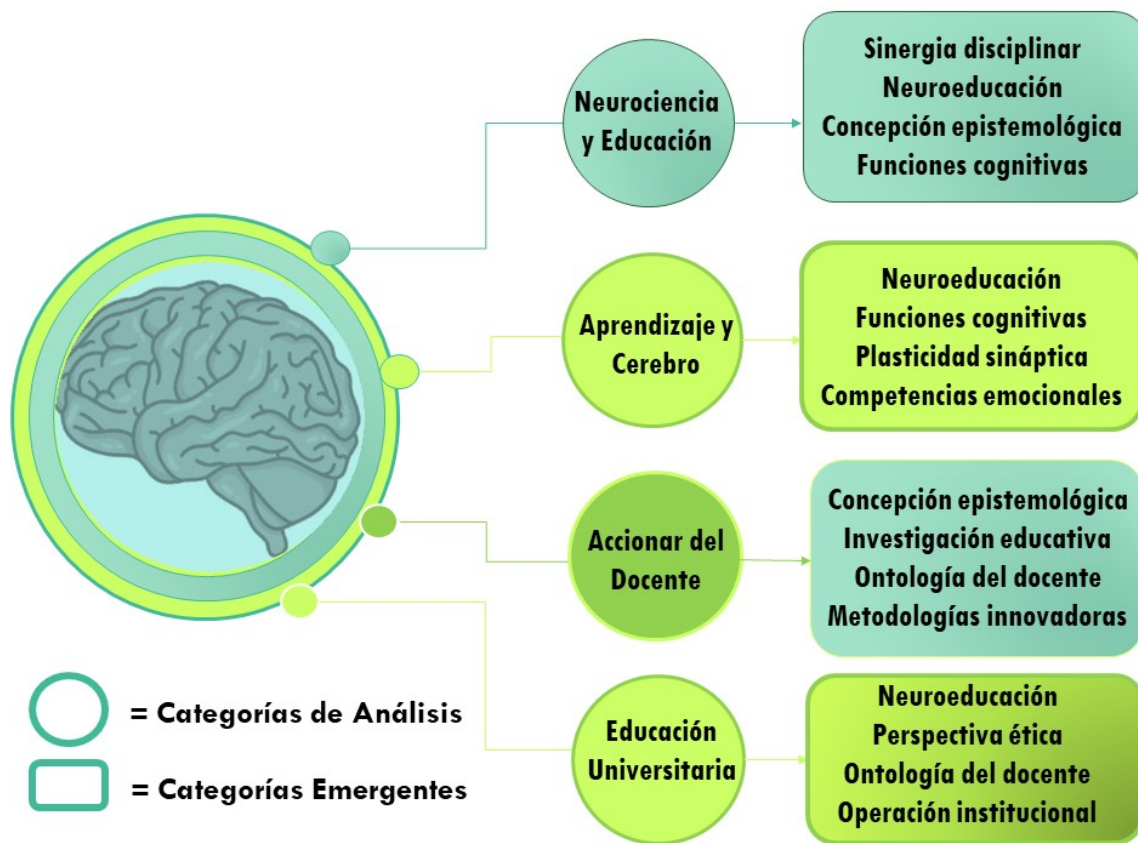 Neurociencia
y Educación
Sinergia disciplinar
Neuroeducación
Concepción epistemológica
Funciones cognitivas
Aprendizaje y
Cerebro
Neuroeducación
Funciones cognitivas
Plasticidad sináptica
Competencias emocionales
Accionar del
Docente
Concepción epistemológica
Investigación educativa
Ontología del docente
Metodologías innovadoras
Educación
Universitaria
Neuroeducación
Perspectiva ética
Ontología del docente
Operación institucional
= Categorías de Análisis
= Categorías Emergentes